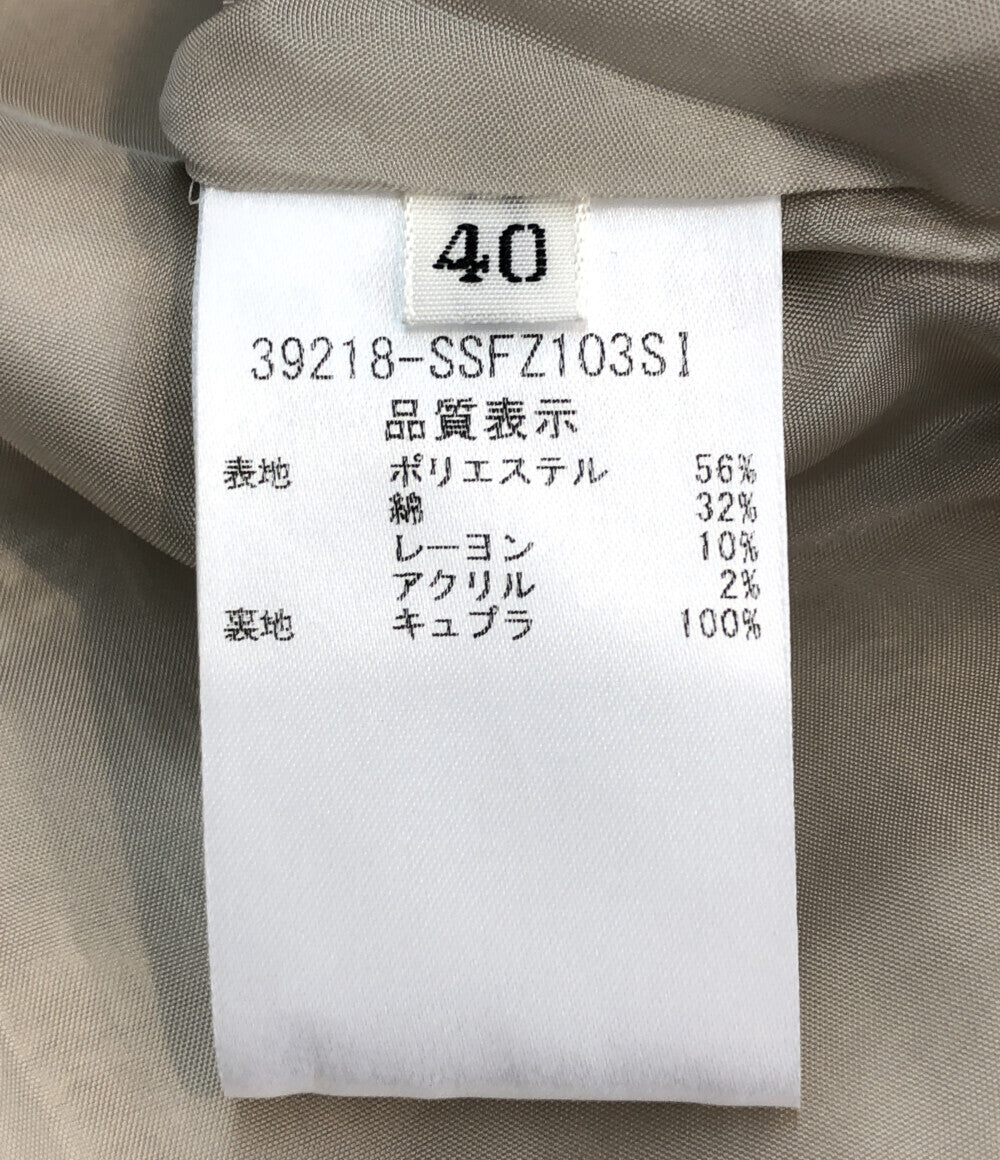 40
39218-SSFZ103SI
品質表示
表地 ポリエステル 56%
綿 32%
レーヨン 10%
アクリル 2%
裏地 キュプラ 100%